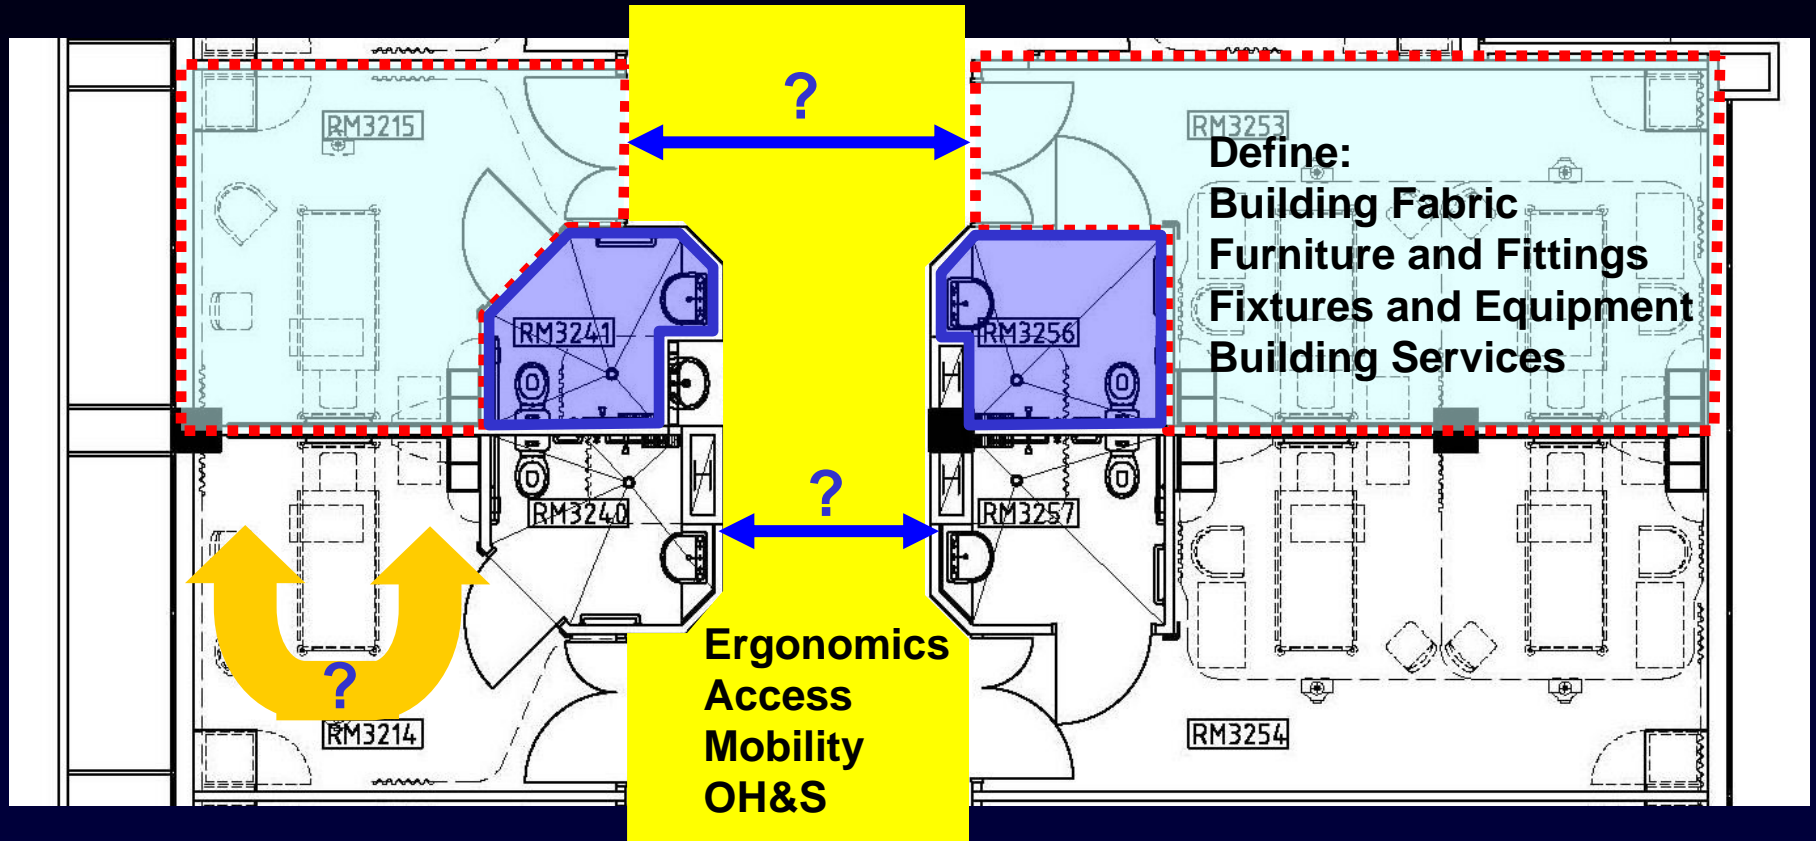 ?
RM3215
RM3253
Define:
Building Fabric
Furniture and Fittings
Fixtures and Equipment
Building Services
RM3241
RM3256
?
RM3240
RM3257
?
RM3214
RM3254
Ergonomics
Access
Mobility
OH&S